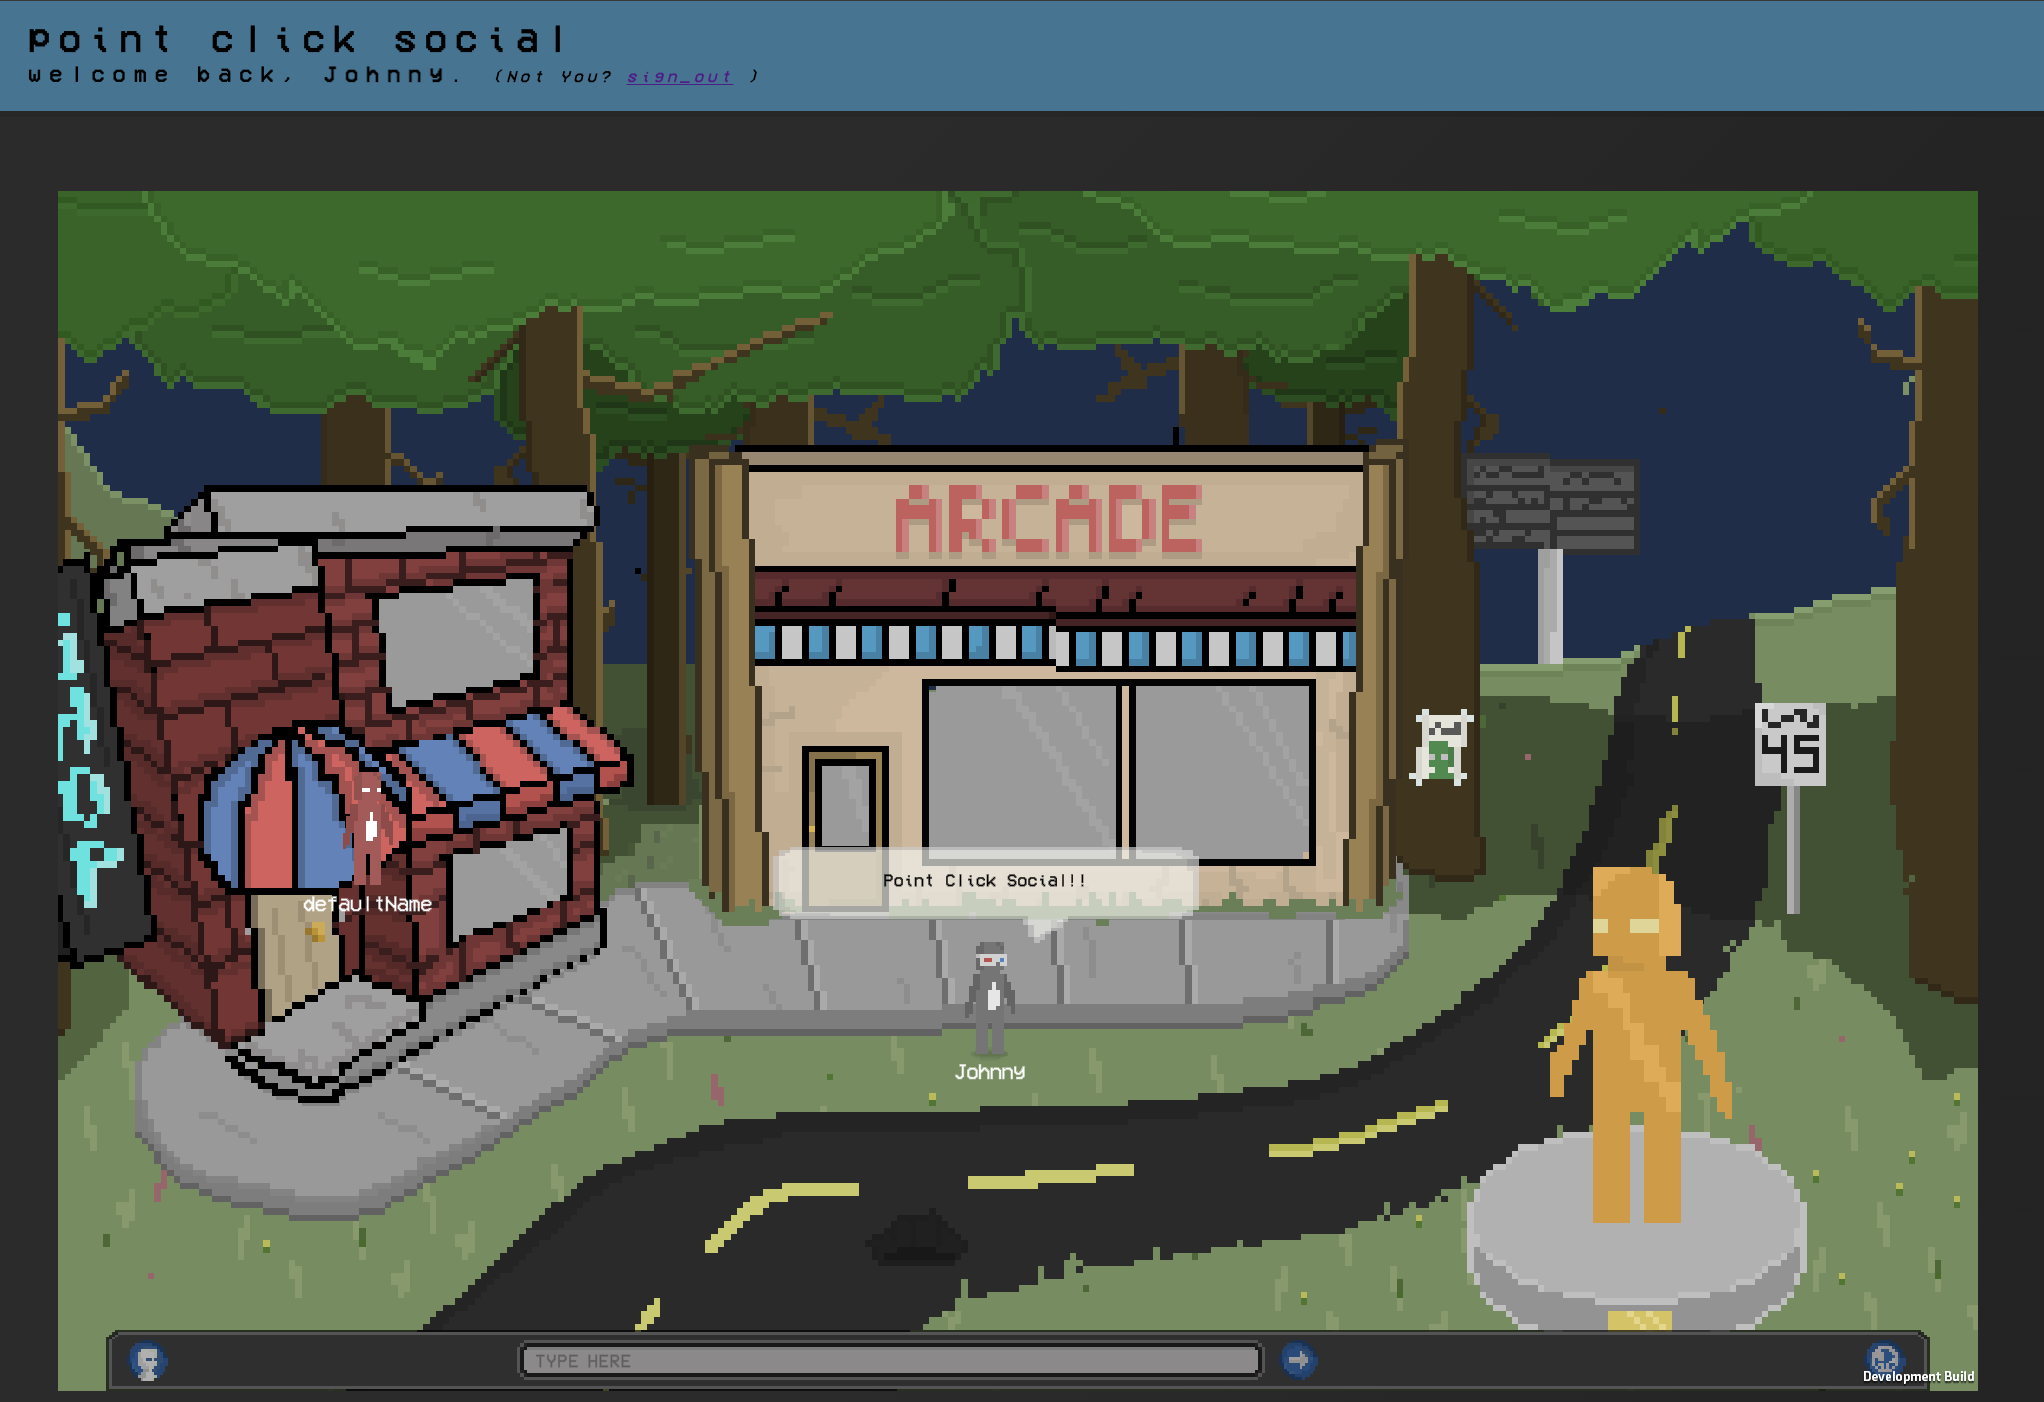 point click social
welcome back, Johnny. (Not You? sign_out )
ARCADE
45
Point Click Social!!!
defaultName
Johnny
TYPE HERE
Development Build